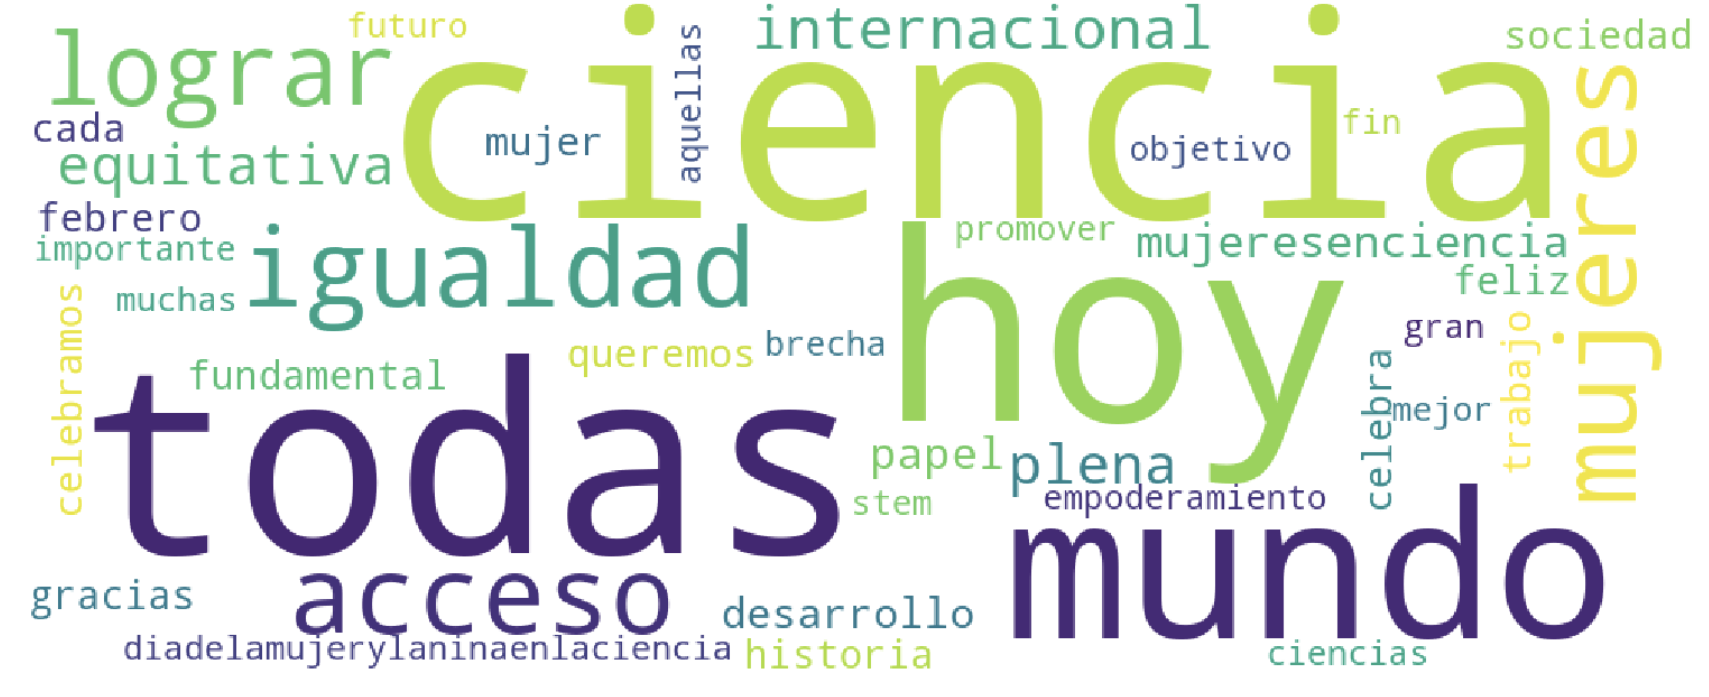 futuro
internacional
sociedad
lograr
ciencia
aquellas
cada
mujer
objetivo
fin
equitativa
mujeres
febrero
importante
igualdad
promover
mujeresenciencia
hoy
feliz
muchas
celebramos
gran
brecha
queremos
trabajo
fundamental
celebra
mejor
todas
papel
plena
stem
empoderamiento
mundo
gracias
acceso
desarrollo
diadelamujerylaninaenlaciencia
historia
ciencias